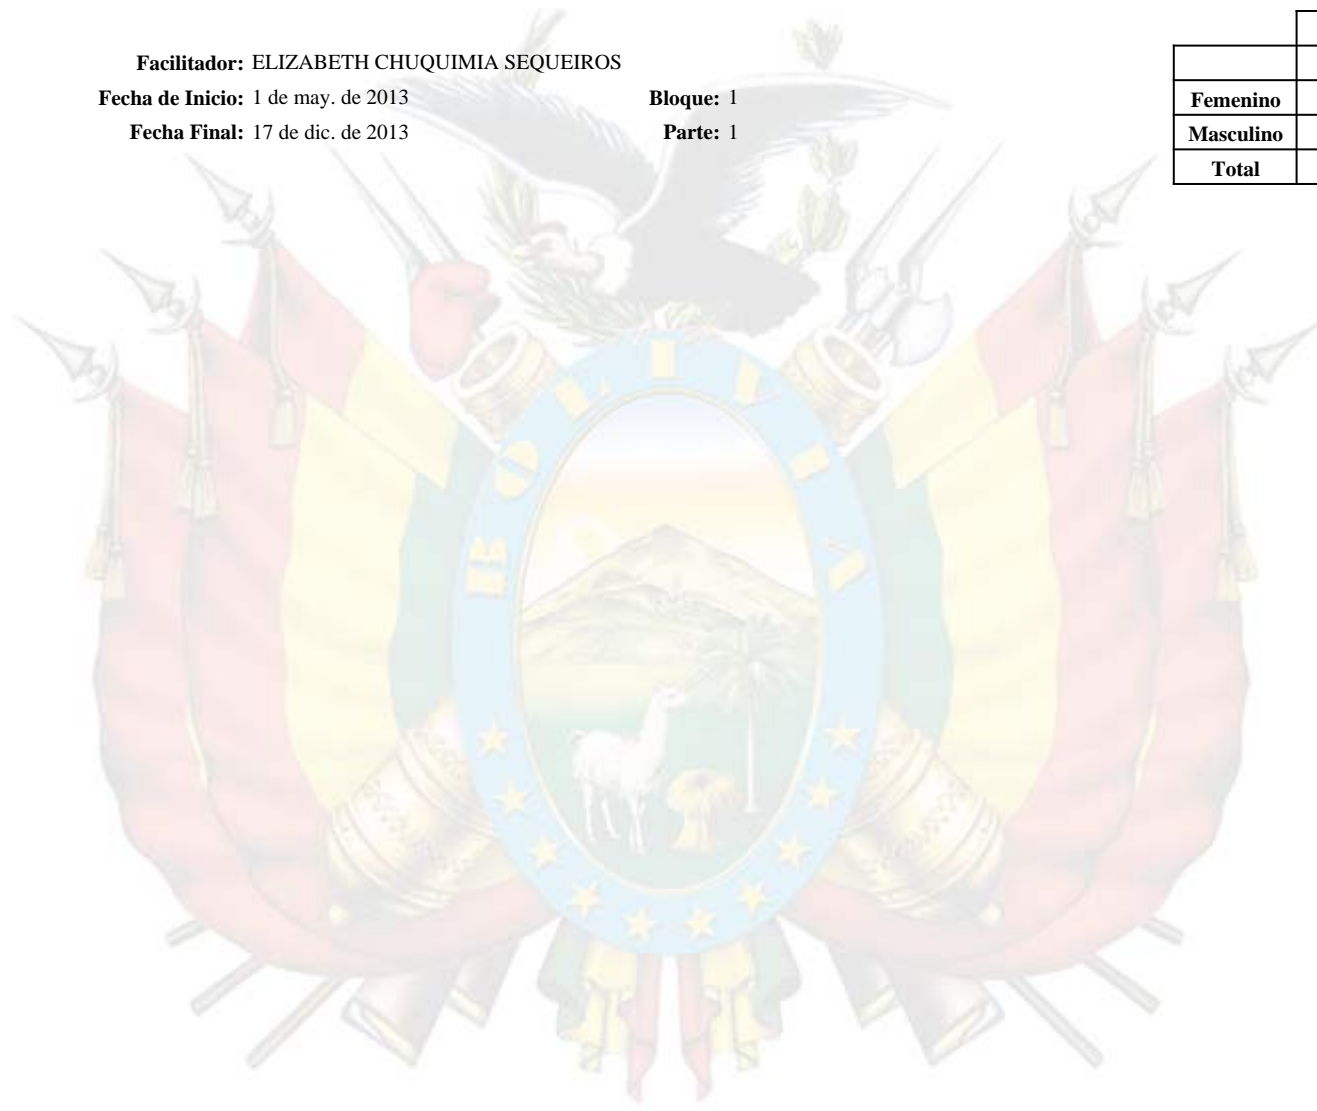 Facilitador: ELIZABETH CHUQUIMIA SEQUEIROS
Fecha de Inicio: 1 de may. de 2013 Bloque: 1
Fecha Final: 17 de dic. de 2013 Parte: 1
Femenino
Masculino
Total
BOLIVIA